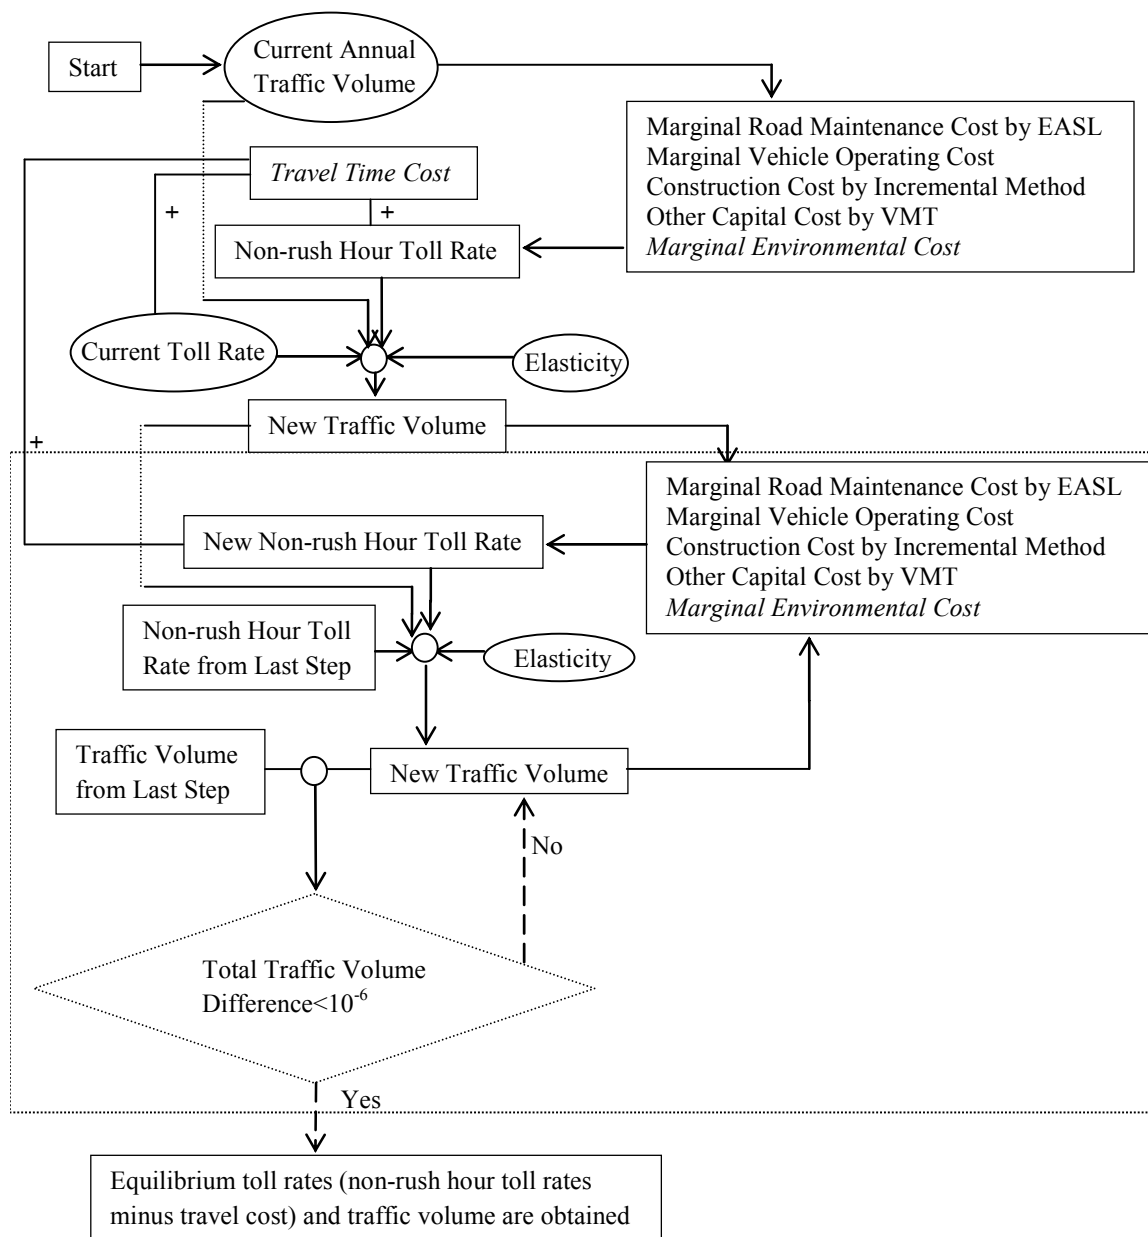 Start
Current Annual
Traffic Volume
Marginal Road Maintenance Cost by EASL
Marginal Vehicle Operating Cost
Construction Cost by Incremental Method
Other Capital Cost by VMT
Marginal Environmental Cost
Travel Time Cost
+
+
Non-rush Hour Toll Rate
Current Toll Rate
Elasticity
New Traffic Volume
+
Marginal Road Maintenance Cost by EASL
Marginal Vehicle Operating Cost
Construction Cost by Incremental Method
Other Capital Cost by VMT
Marginal Environmental Cost
New Non-rush Hour Toll Rate
Non-rush Hour Toll
Rate from Last Step
Elasticity
Traffic Volume
from Last Step
New Traffic Volume
No
Total Traffic Volume
Difference<10⁻⁶
Yes
Equilibrium toll rates (non-rush hour toll rates
minus travel cost) and traffic volume are obtained